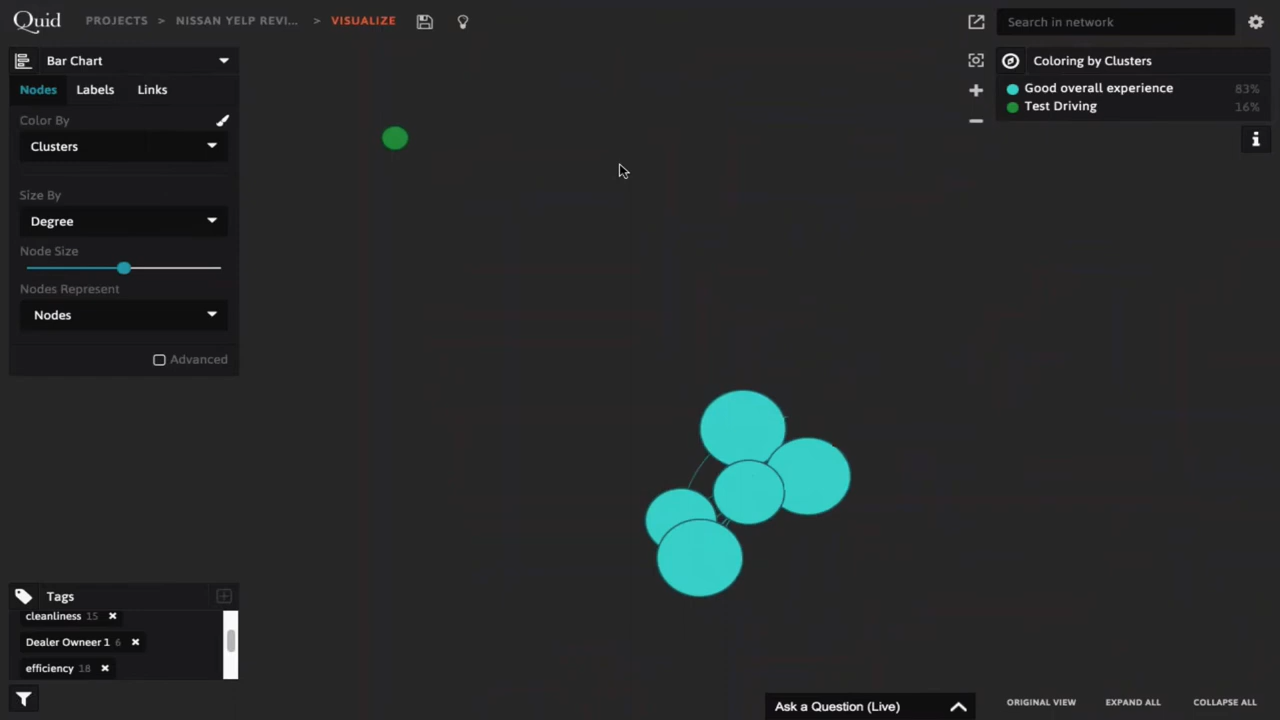 Quid
PROJECTS > NISSAN YELP REVI... > VISUALIZE
Search in network
Bar Chart
Nodes Labels Links
Color By
Clusters
Size By
Degree
Node Size
Nodes Represent
Nodes
Advanced
Coloring by Clusters
Good overall experience 83%
Test Driving 16%
Tags
cleanliness 15
Dealer Owneer 1 6
efficiency 18
Ask a Question (Live)
ORIGINAL VIEW EXPAND ALL COLLAPSE ALL